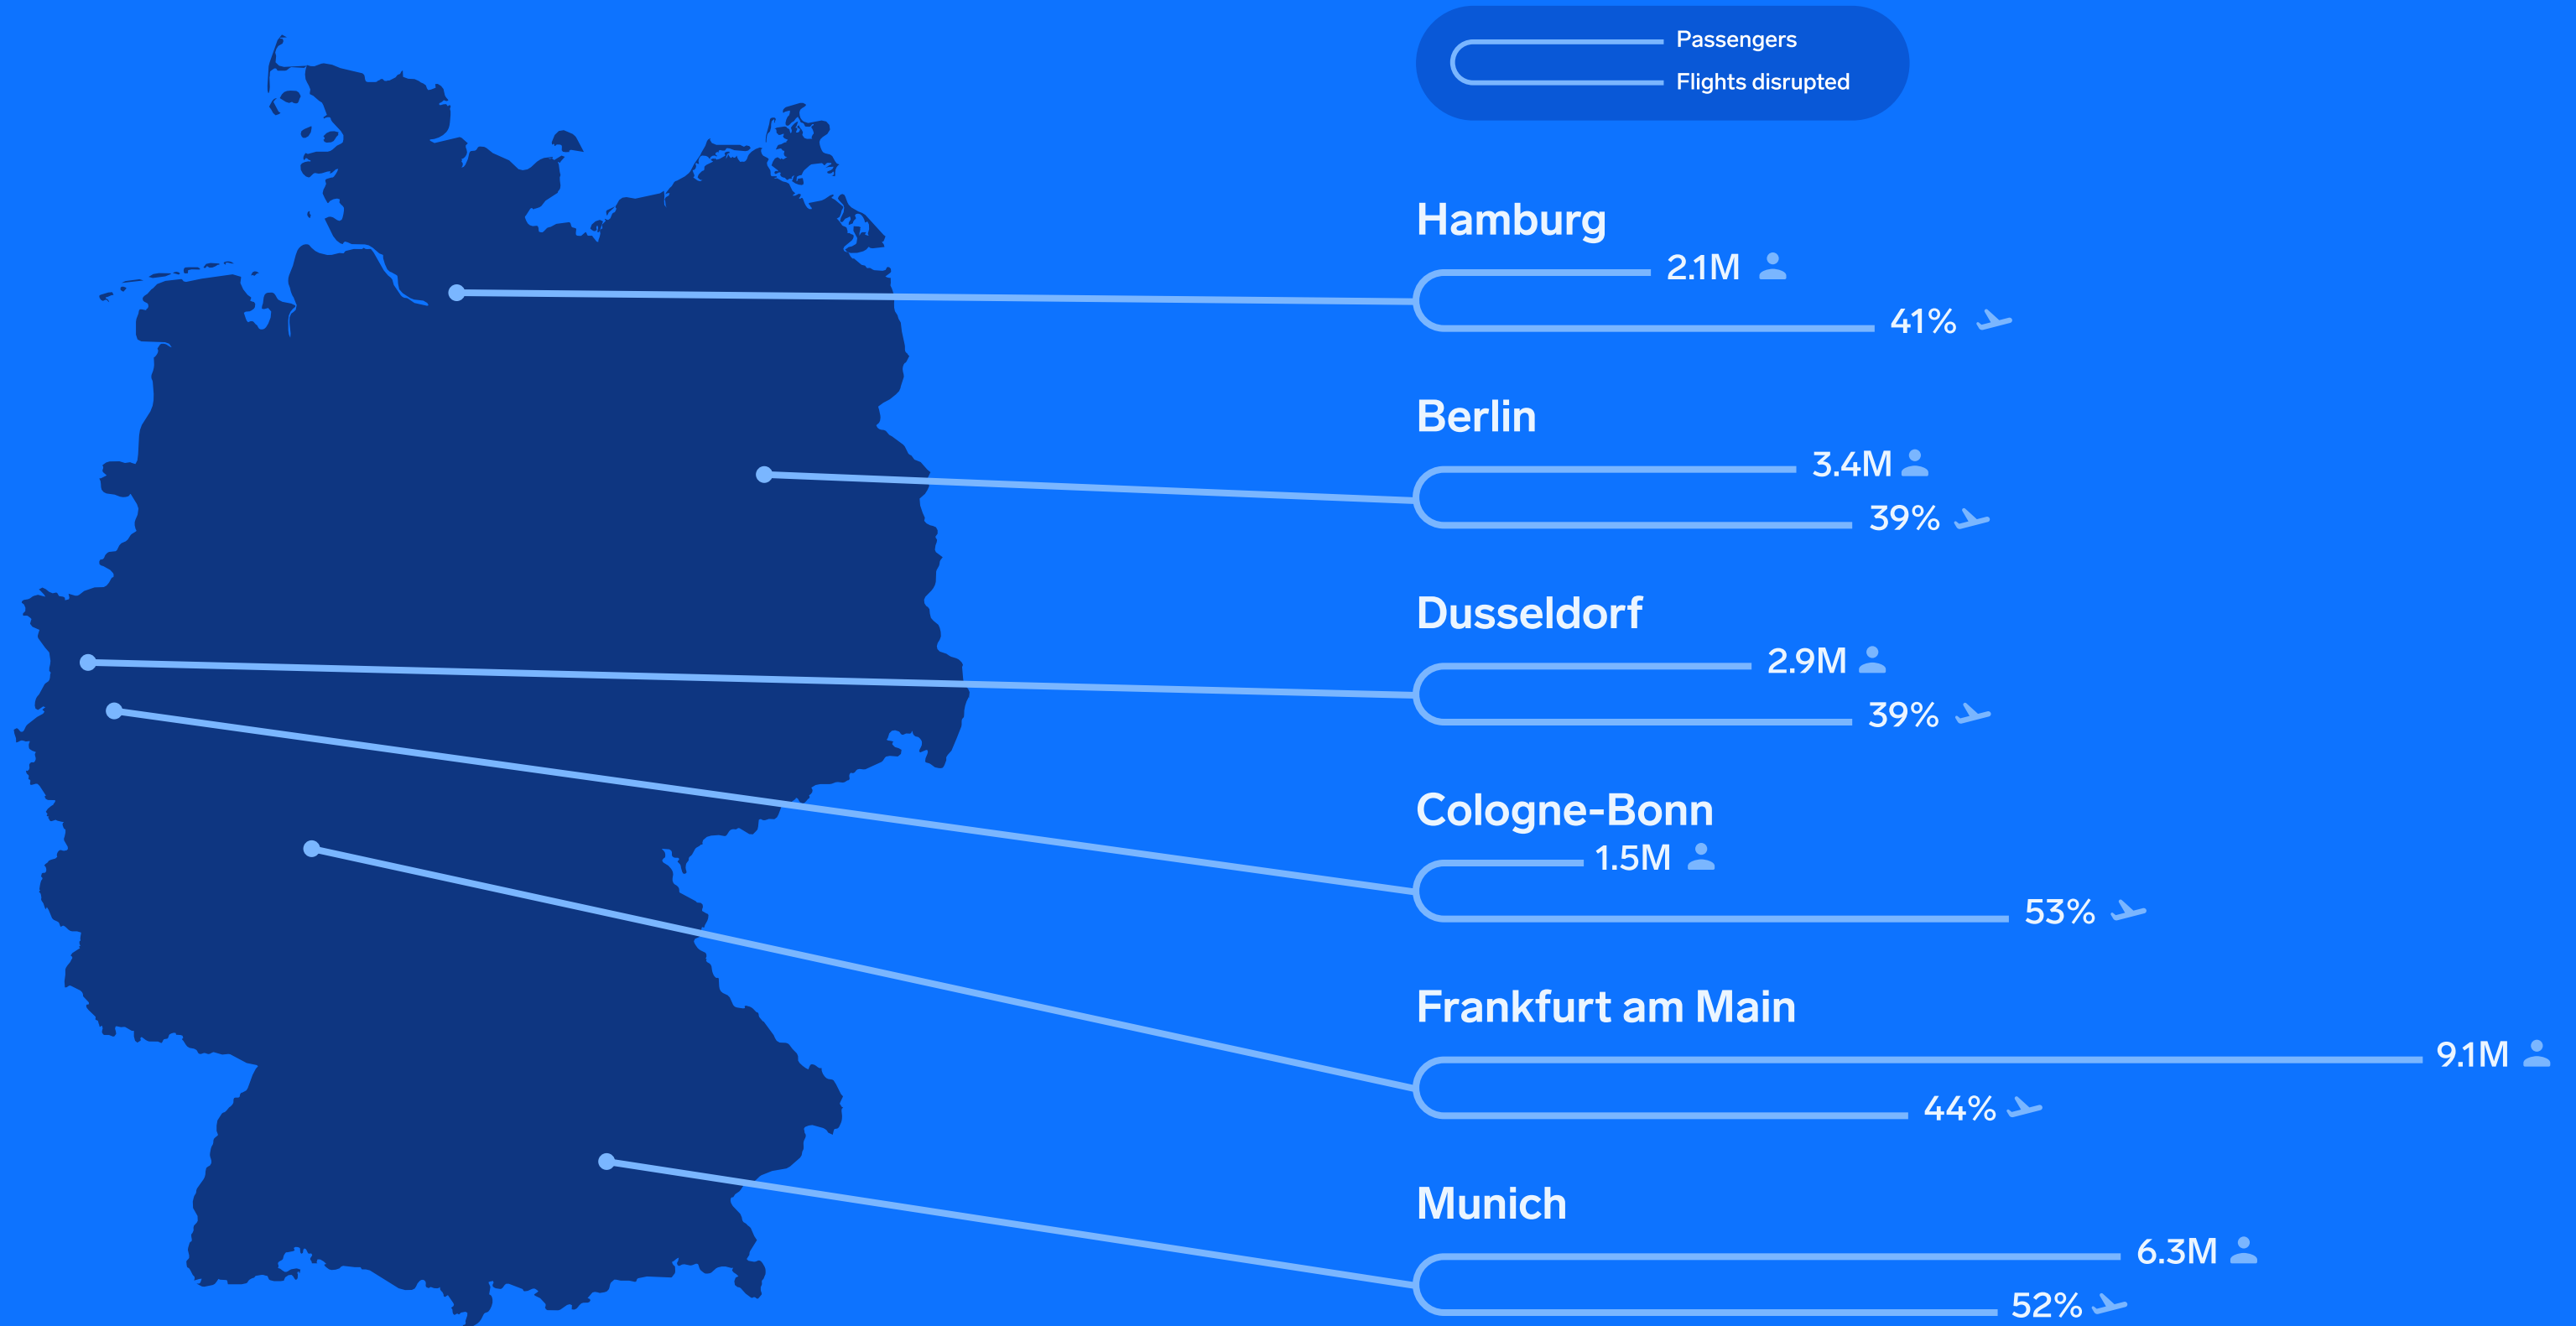 Passengers
Flights disrupted
Hamburg
2.1M
41%
Berlin
3.4M
39%
Dusseldorf
2.9M
39%
Cologne-Bonn
1.5M
53%
Frankfurt am Main
9.1M
44%
Munich
6.3M
52%